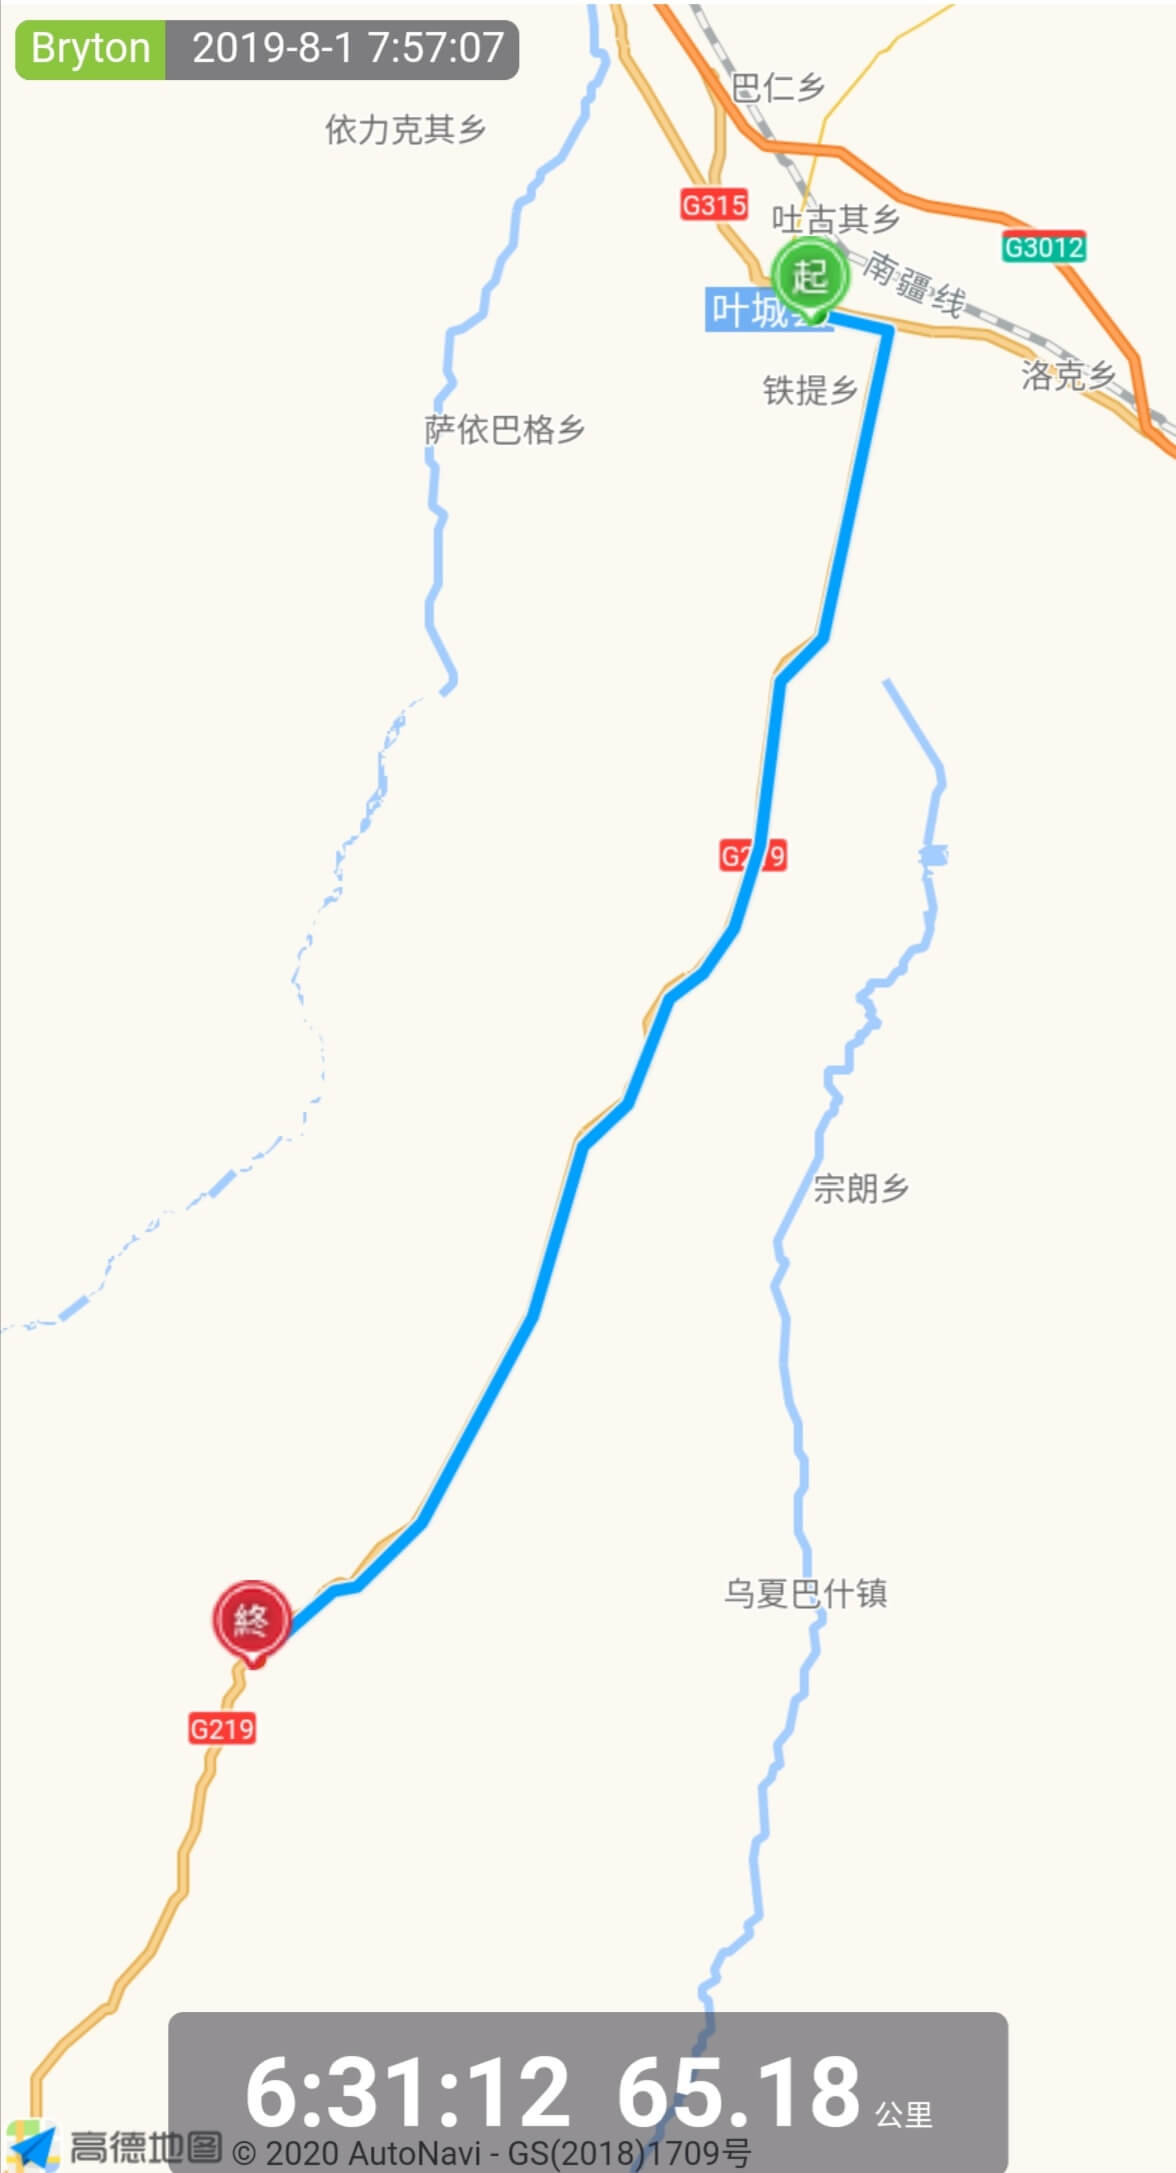 Bryton 2019-8-1 7:57:07
巴仁乡
依力克其乡
G315
吐古其乡
G3012
起
南疆线
叶城
洛克乡
铁提乡
萨依巴格乡
宗朗乡
乌夏巴什镇
終
G219
6:31:12 65.18 公里
高德地图 © 2020 AutoNavi - GS(2018)1709号